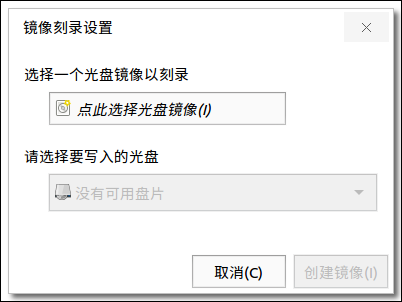 镜像刻录设置
选择一个光盘镜像以刻录
点此选择光盘镜像(I)
请选择要写入的光盘
没有可用盘片
取消(C)
创建镜像(I)